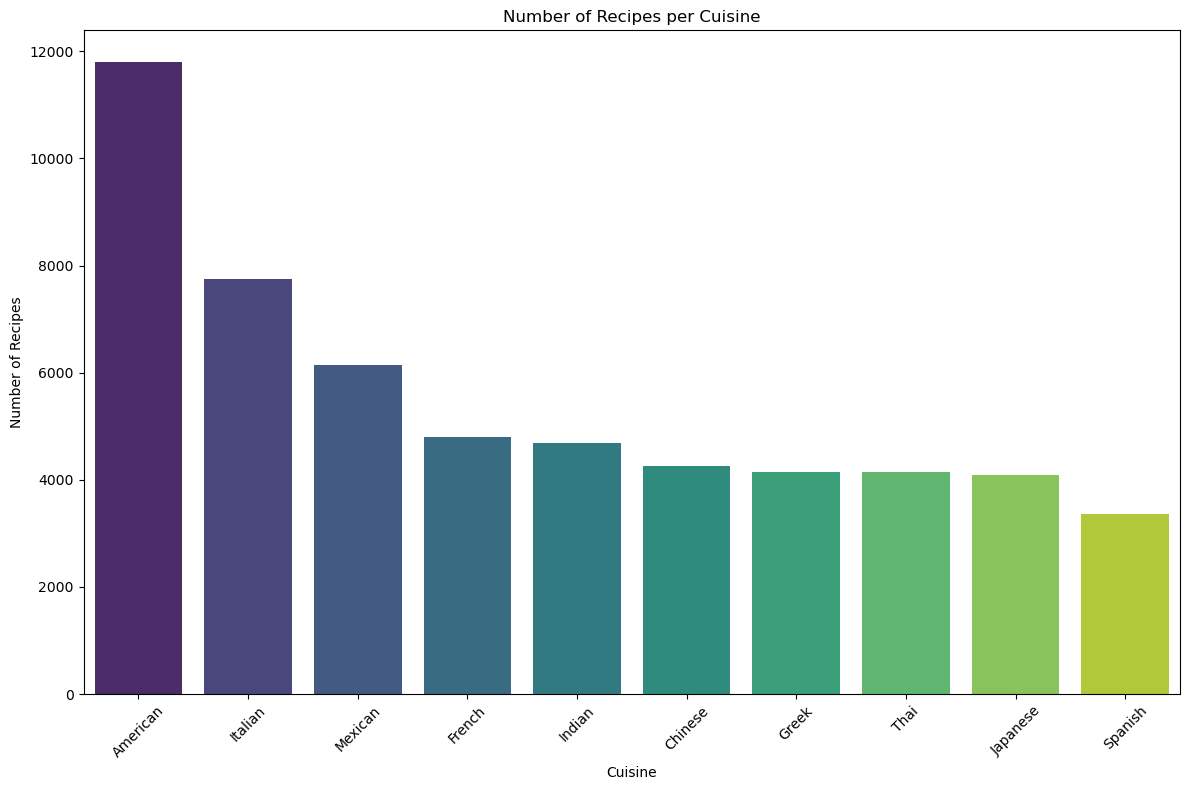 Number of Recipes per Cuisine
12000
10000
8000
6000
4000
2000
0
Number of Recipes
American
Italian
Mexican
French
Indian
Chinese
Greek
Thai
Japanese
Spanish
Cuisine